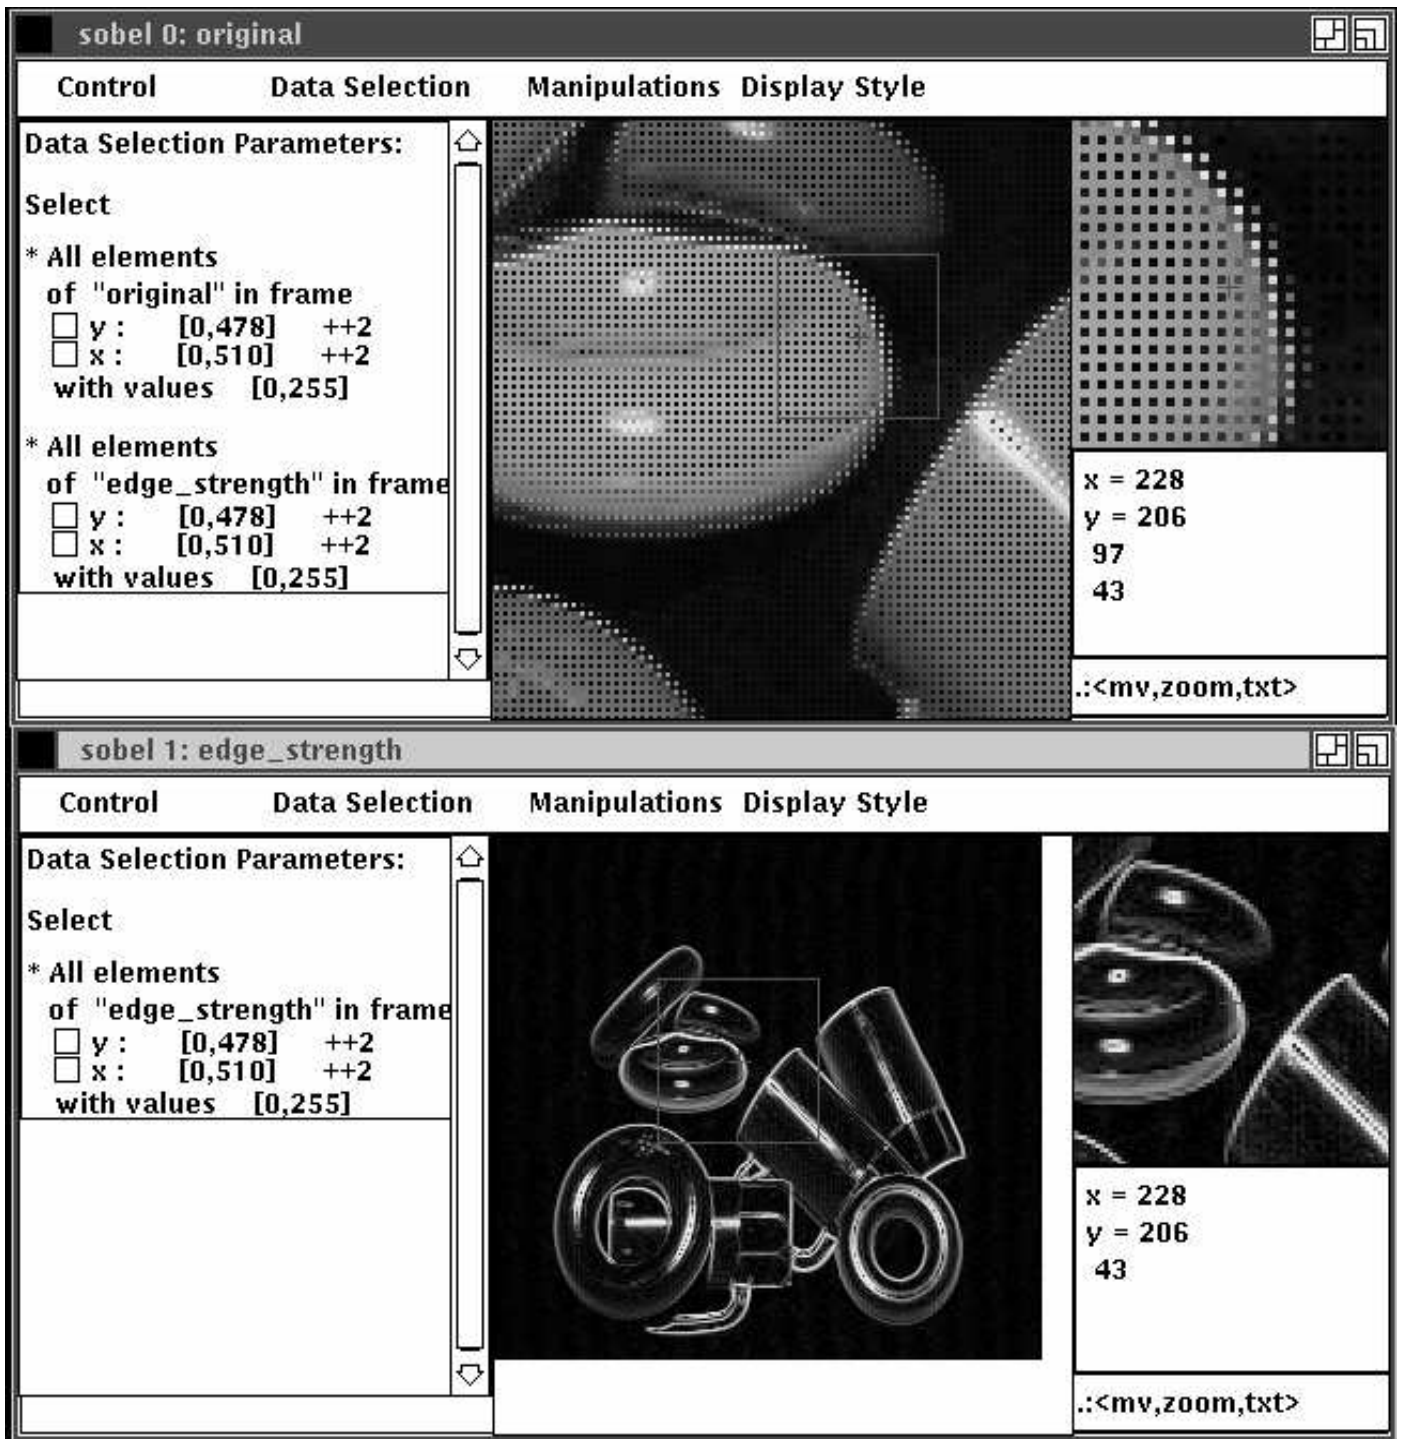 sobel 0: original
Control Data Selection Manipulations Display Style
Data Selection Parameters:
Select
* All elements
of "original" in frame
y : [0,478] ++2
x : [0,510] ++2
with values [0,255]
* All elements
of "edge_strength" in frame
y : [0,478] ++2
x : [0,510] ++2
with values [0,255]
x = 228
y = 206
97
43
.:<mv,zoom,txt>
sobel 1: edge_strength
Control Data Selection Manipulations Display Style
Data Selection Parameters:
Select
* All elements
of "edge_strength" in frame
y : [0,478] ++2
x : [0,510] ++2
with values [0,255]
x = 228
y = 206
43
.:<mv,zoom,txt>